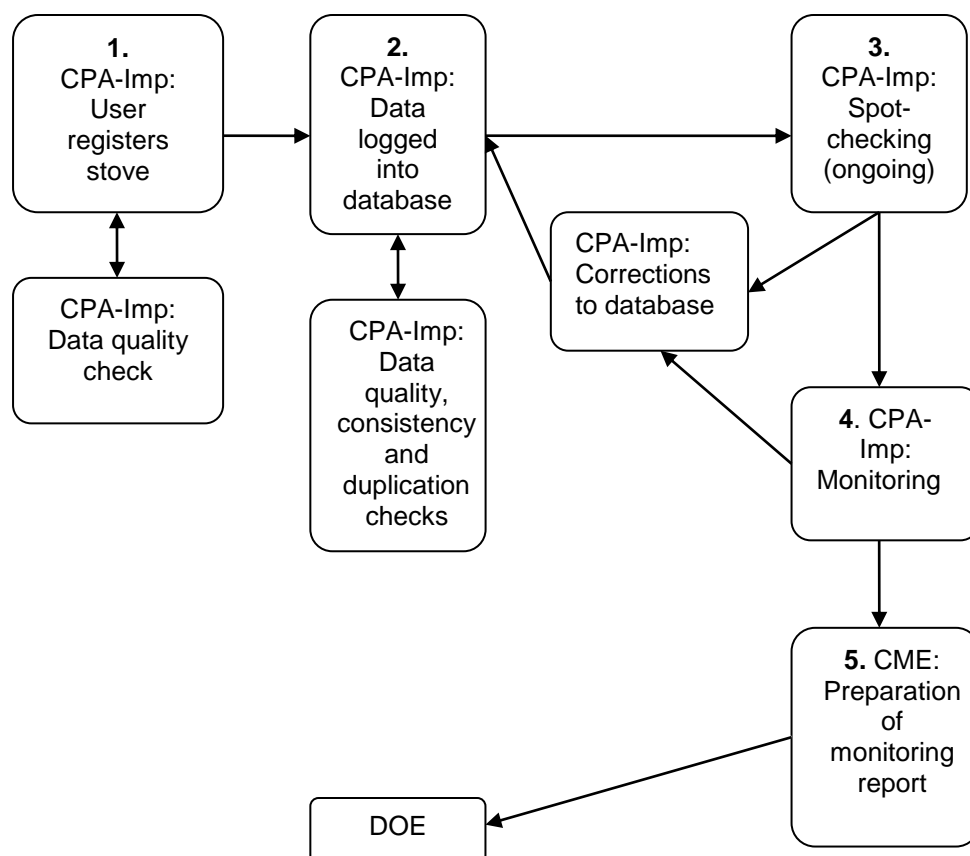 1.
CPA-Imp:
User
registers
stove
2.
CPA-Imp:
Data
logged
into
database
3.
CPA-Imp:
Spot-
checking
(ongoing)
CPA-Imp:
Corrections
to database
CPA-Imp:
Data quality
check
CPA-Imp:
Data
quality,
consistency
and
duplication
checks
4. CPA-
Imp:
Monitoring
5. CME:
Preparation
of
monitoring
report
DOE